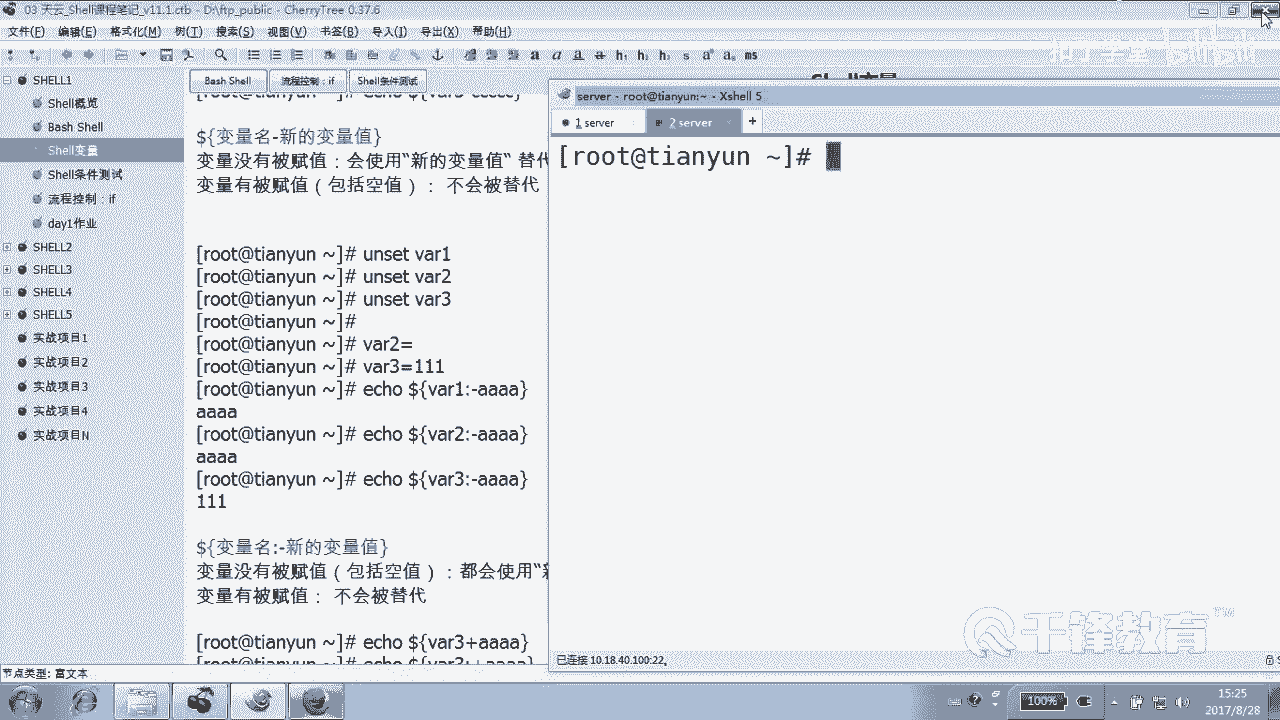 03 天云_Shell课程笔记_v11.1.ctb - D:\ftp_public - CherryTree 0.37.6
文件(F) 编辑(E) 格式化(M) 树(T) 搜索(S) 视图(V) 书签(B) 导入(I) 导出(X) 帮助(H)
SHELL1
Shell概览
Bash Shell
Shell变量
Shell条件测试
流程控制：if
day1作业
SHELL2
SHELL3
SHELL4
SHELL5
实战项目1
实战项目2
实战项目3
实战项目4
实战项目N
Bash Shell 流程控制：if Shell条件测试
${变量名-新的变量值}
变量没有被赋值：会使用“新的变量值“ 替代
变量有被赋值（包括空值）： 不会被替代
[root@tianyun ~]# unset var1
[root@tianyun ~]# unset var2
[root@tianyun ~]# unset var3
[root@tianyun ~]#
[root@tianyun ~]# var2=
[root@tianyun ~]# var3=111
[root@tianyun ~]# echo ${var1:-aaaa}
aaaa
[root@tianyun ~]# echo ${var2:-aaaa}
aaaa
[root@tianyun ~]# echo ${var3:-aaaa}
111
${变量名:-新的变量值}
变量没有被赋值（包括空值）：都会使用“新
变量有被赋值： 不会被替代
[root@tianyun ~]# echo ${var3+aaaa}
server - root@tianyun:~ - Xshell 5
1 server 2 server +
[root@tianyun ~]#
千锋教育 TM
已连接 10.18.40.100:22。
节点类型: 富文本
100%
15:25
2017/8/28